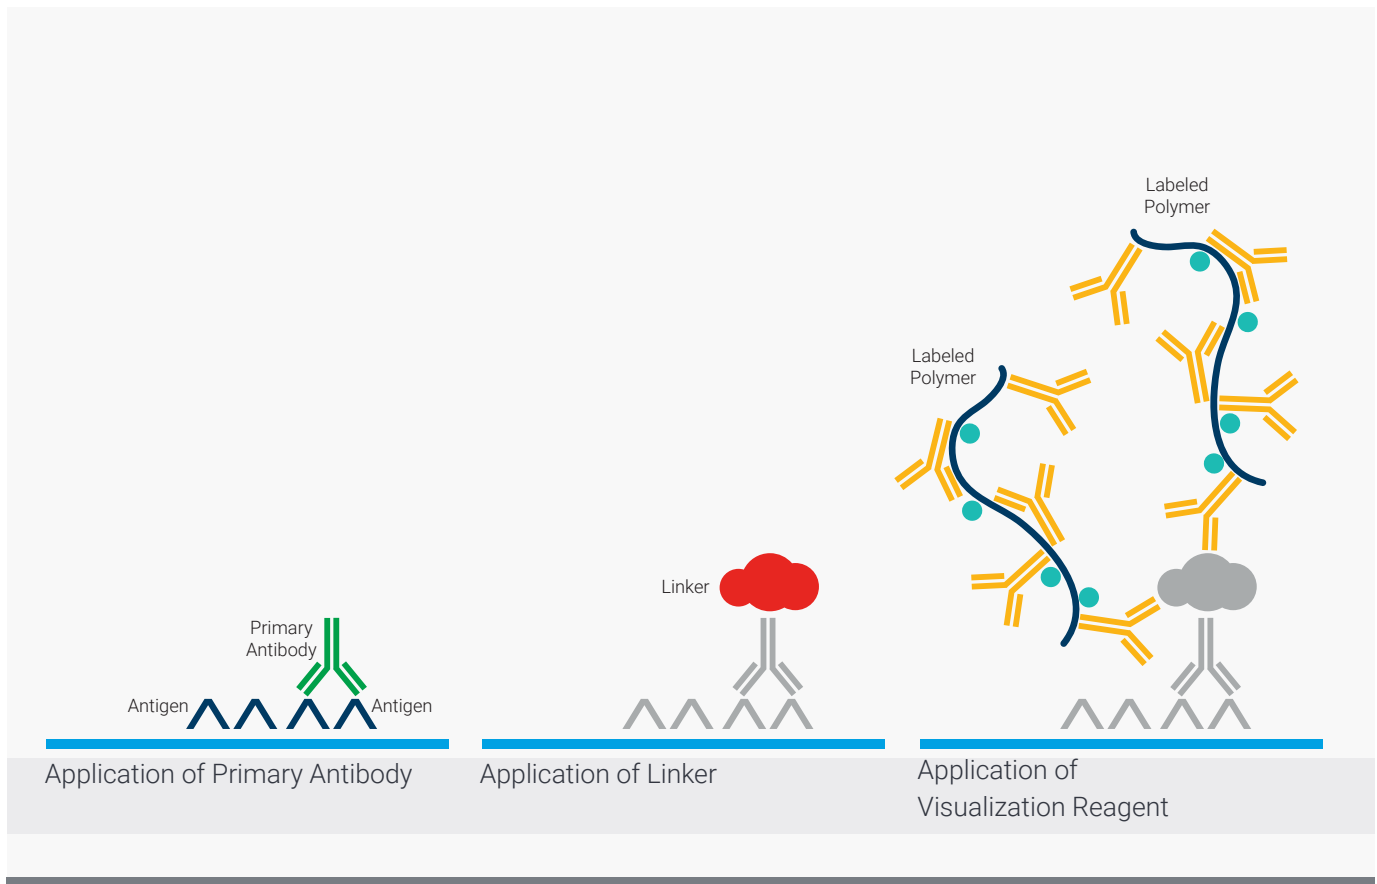 Primary
Antibody
Antigen
Antigen
Application of Primary Antibody
Linker
Application of Linker
Labeled
Polymer
Labeled
Polymer
Application of
Visualization Reagent